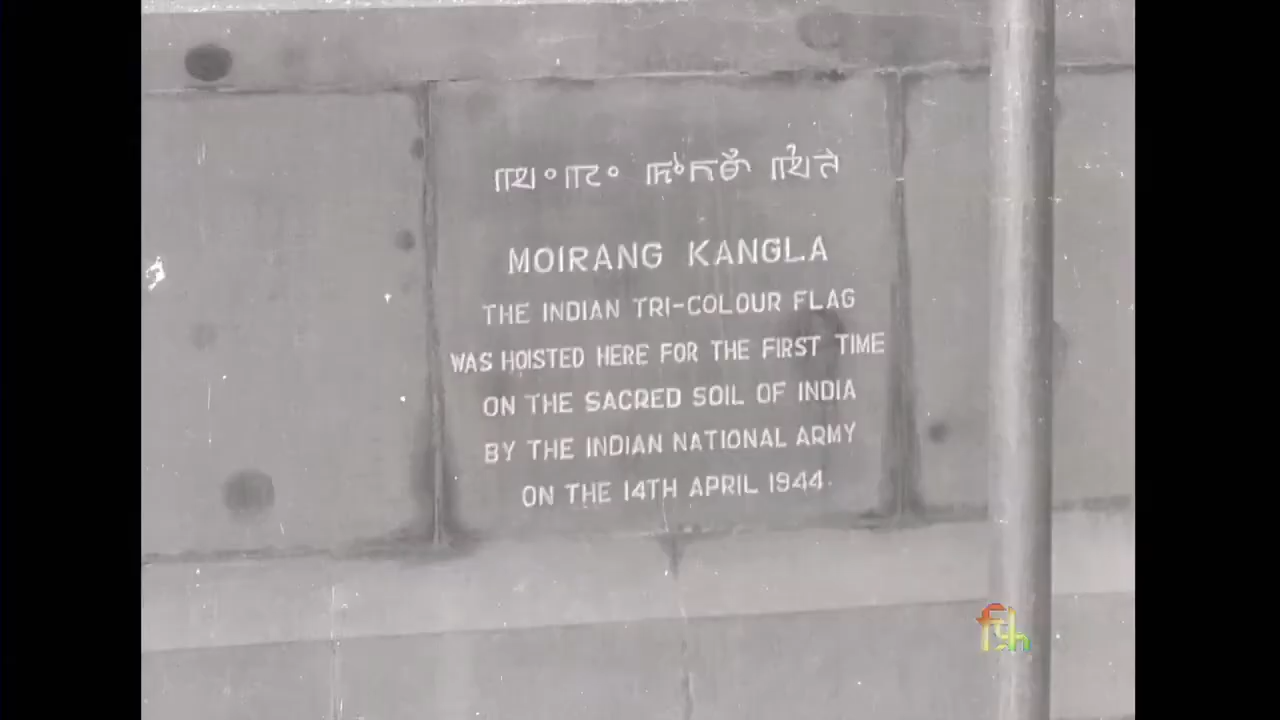 MOIRANG KANGLA
THE INDIAN TRI-COLOUR FLAG
WAS HOISTED HERE FOR THE FIRST TIME
ON THE SACRED SOIL OF INDIA
BY THE INDIAN NATIONAL ARMY
ON THE 14TH APRIL 1944.